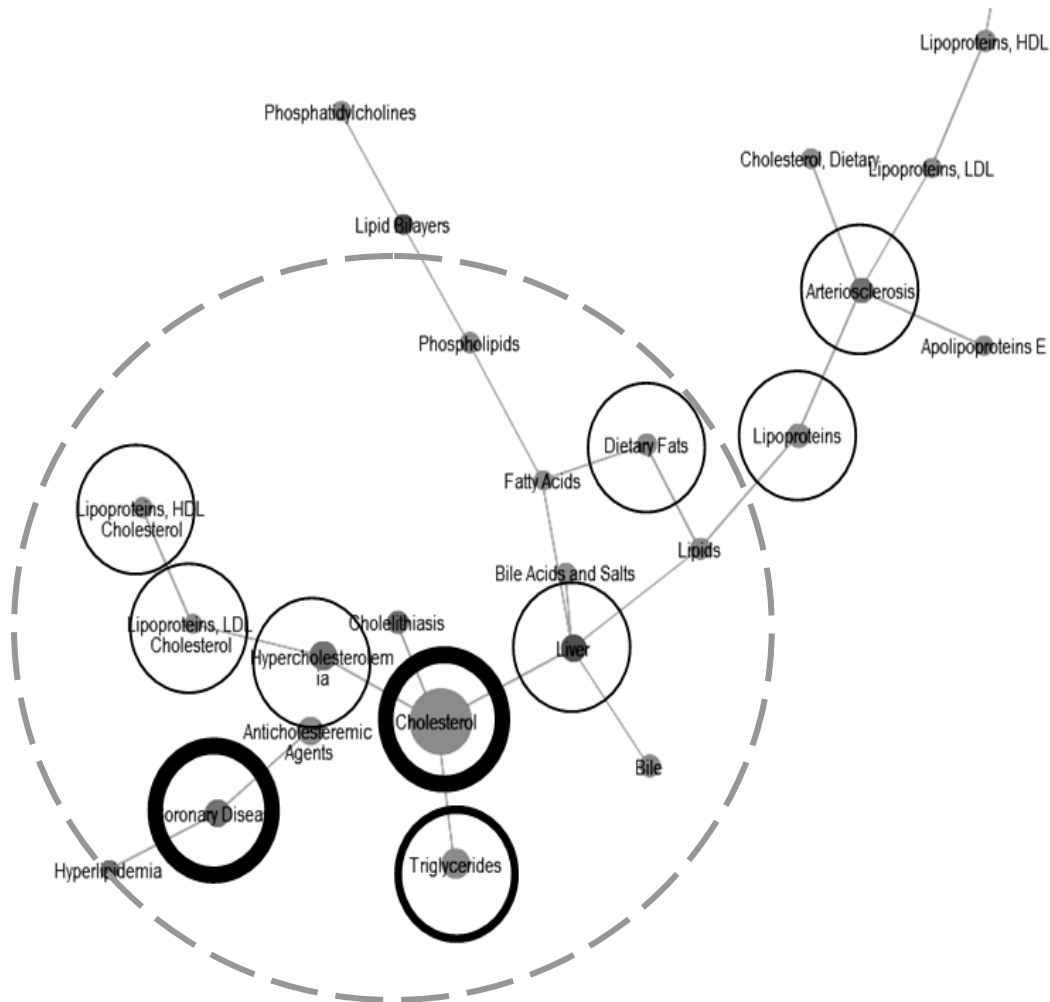 Lipoproteins, HDL
Phosphatidylcholines
Cholesterol, Dietary
Lipoproteins, LDL
Lipid Bilayers
Arteriosclerosis
Phospholipids
Apolipoproteins E
Dietary Fats
Lipoproteins
Fatty Acids
Lipoproteins, HDL
Cholesterol
Lipids
Bile Acids and Salts
Lipoproteins, LDL
Cholesterol
Cholelithiasis
Hypercholesterolem
ia
Liver
Cholesterol
Anticholesteremic
Agents
Bile
Coronary Diseas
Triglycerides
Hyperlipidemia